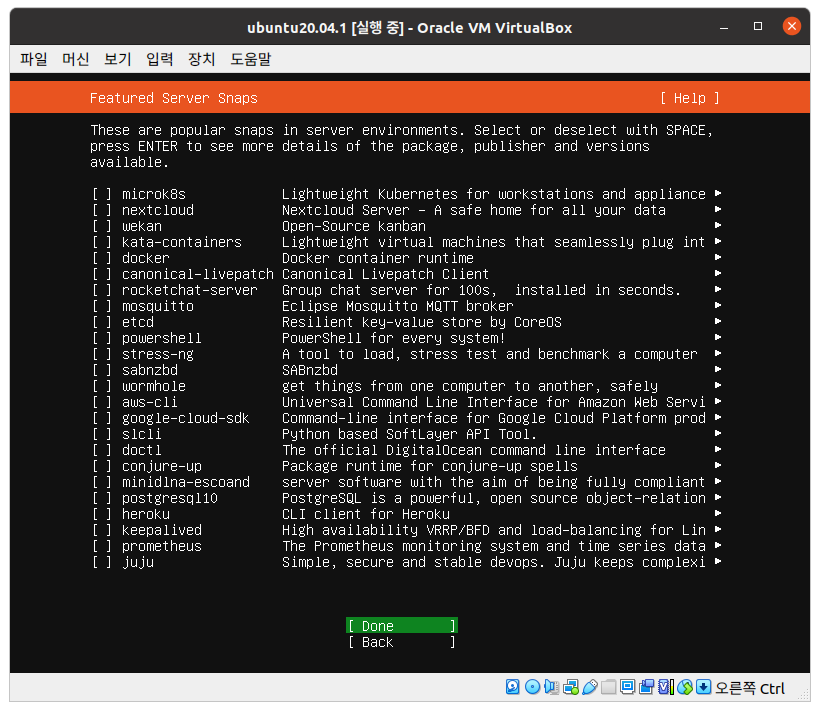 ubuntu20.04.1 [실행 중] - Oracle VM VirtualBox
파일 머신 보기 입력 장치 도움말
Featured Server Snaps [ Help ]
These are popular snaps in server environments. Select or deselect with SPACE,
press ENTER to see more details of the package, publisher and versions
available.
[ ] microk8s Lightweight Kubernetes for workstations and appliance ▸
[ ] nextcloud Nextcloud Server - A safe home for all your data ▸
[ ] wekan Open-Source kanban ▸
[ ] kata-containers Lightweight virtual machines that seamlessly plug int ▸
[ ] docker Docker container runtime ▸
[ ] canonical-livepatch Canonical Livepatch Client ▸
[ ] rocketchat-server Group chat server for 100s, installed in seconds. ▸
[ ] mosquitto Eclipse Mosquitto MQTT broker ▸
[ ] etcd Resilient key-value store by CoreOS ▸
[ ] powershell PowerShell for every system! ▸
[ ] stress-ng A tool to load, stress test and benchmark a computer ▸
[ ] sabnzbd SABnzbd ▸
[ ] wormhole get things from one computer to another, safely ▸
[ ] aws-cli Universal Command Line Interface for Amazon Web Servi ▸
[ ] google-cloud-sdk Command-line interface for Google Cloud Platform prod ▸
[ ] slcli Python based SoftLayer API Tool. ▸
[ ] doctl The official DigitalOcean command line interface ▸
[ ] conjure-up Package runtime for conjure-up spells ▸
[ ] minidlna-escoand server software with the aim of being fully compliant ▸
[ ] postgresql10 PostgreSQL is a powerful, open source object-relation ▸
[ ] heroku CLI client for Heroku ▸
[ ] keepalived High availability VRRP/BFD and load-balancing for Lin ▸
[ ] prometheus The Prometheus monitoring system and time series data ▸
[ ] juju Simple, secure and stable devops. Juju keeps complexi ▸
[ Done ]
[ Back ]
오른쪽 Ctrl